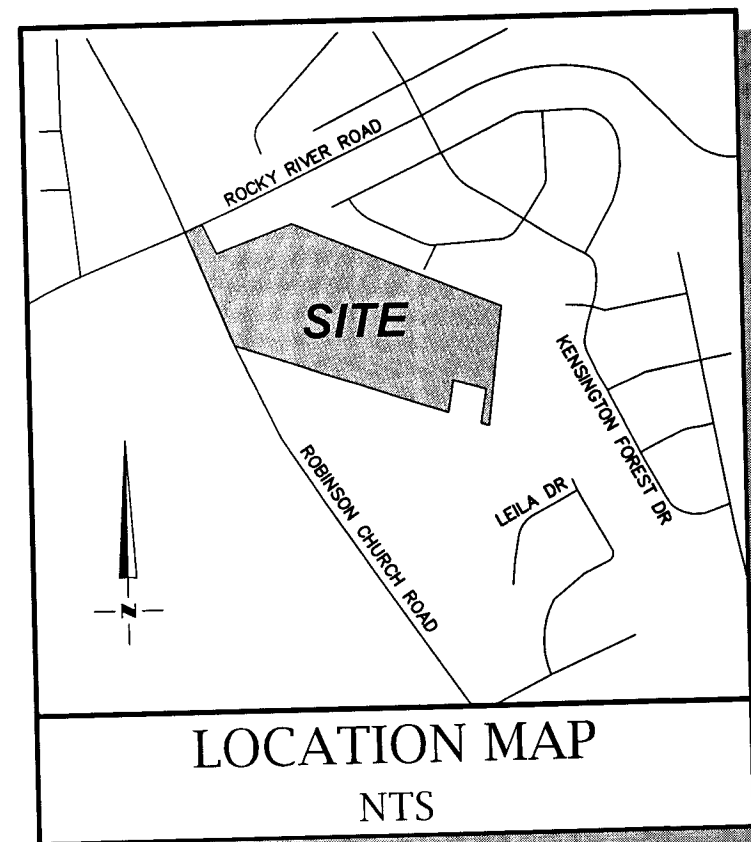 ROCKY RIVER ROAD
SITE
KENSINGTON FOREST DR
LEILA DR
ROBINSON CHURCH ROAD
N
LOCATION MAP
NTS